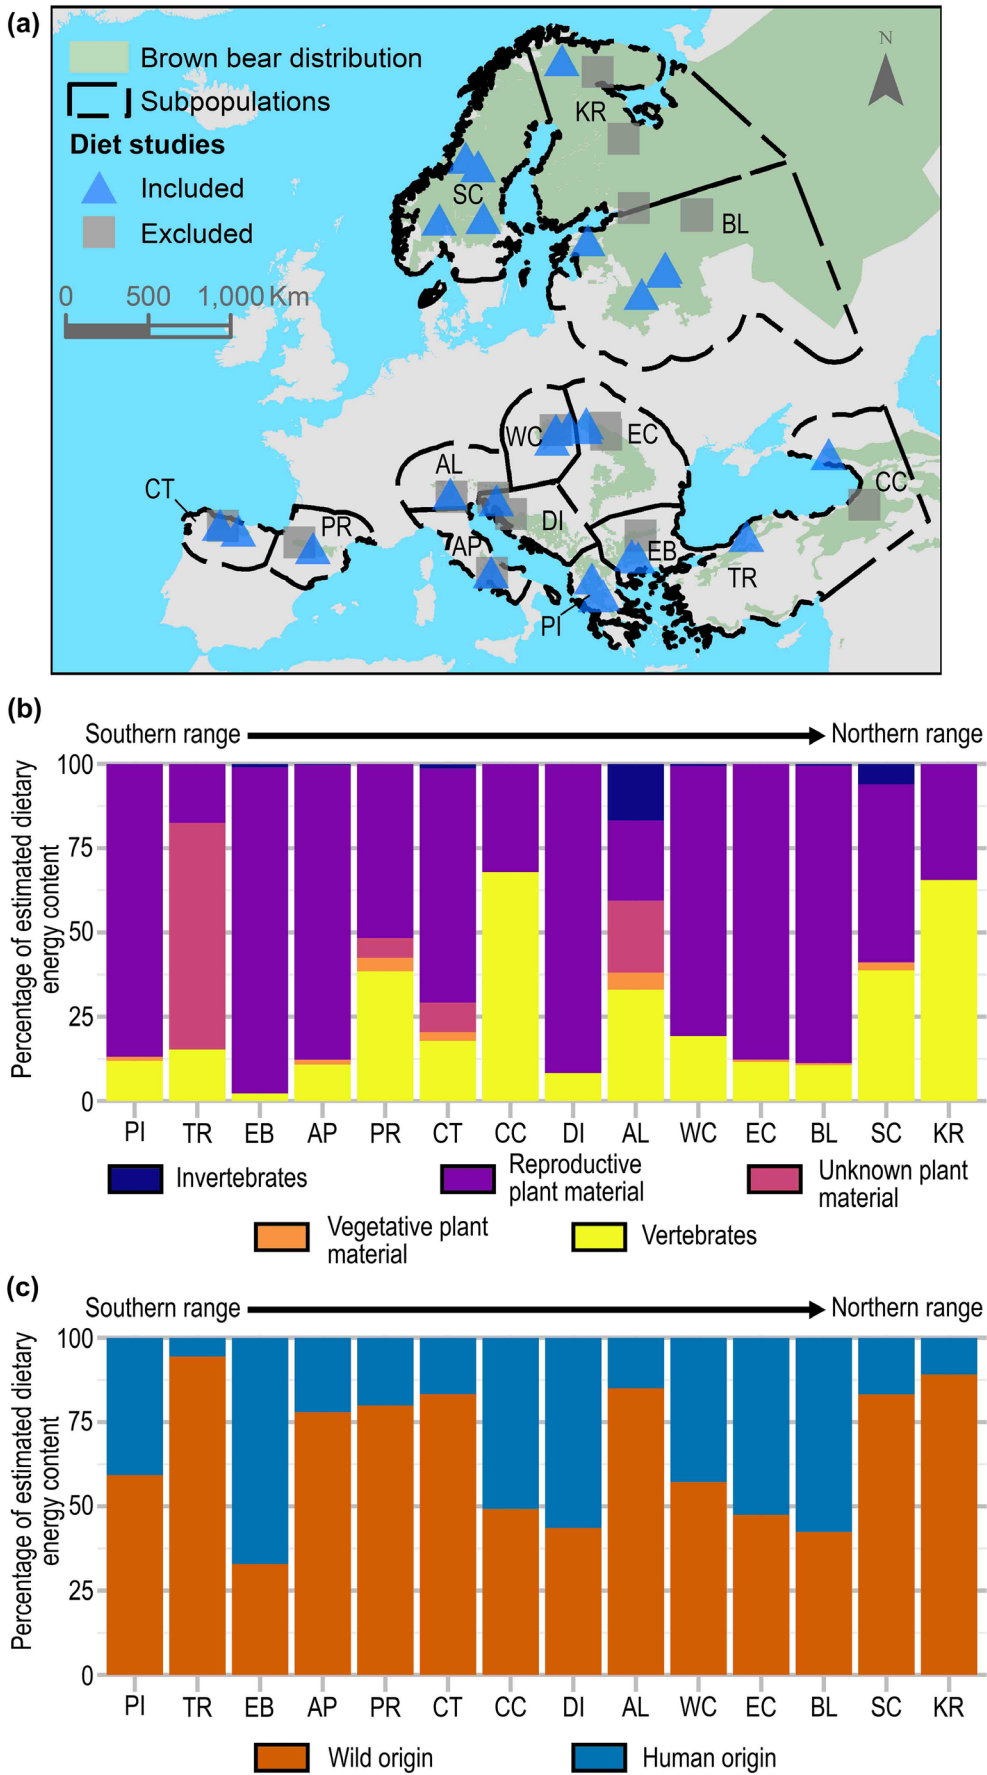 (a)
Brown bear distribution
Subpopulations
Diet studies
Included
Excluded
0 500 1,000 Km
N
KR
SC
BL
WC
EC
AL
CC
CT
PR
DI
AP
EB
TR
PI
(b)
Southern range Northern range
Percentage of estimated dietary
energy content
100
75
50
25
0
PI TR EB AP PR CT CC DI AL WC EC BL SC KR
Invertebrates
Reproductive
plant material
Unknown plant
material
Vegetative plant
material
Vertebrates
(c)
Southern range Northern range
Percentage of estimated dietary
energy content
100
75
50
25
0
PI TR EB AP PR CT CC DI AL WC EC BL SC KR
Wild origin
Human origin